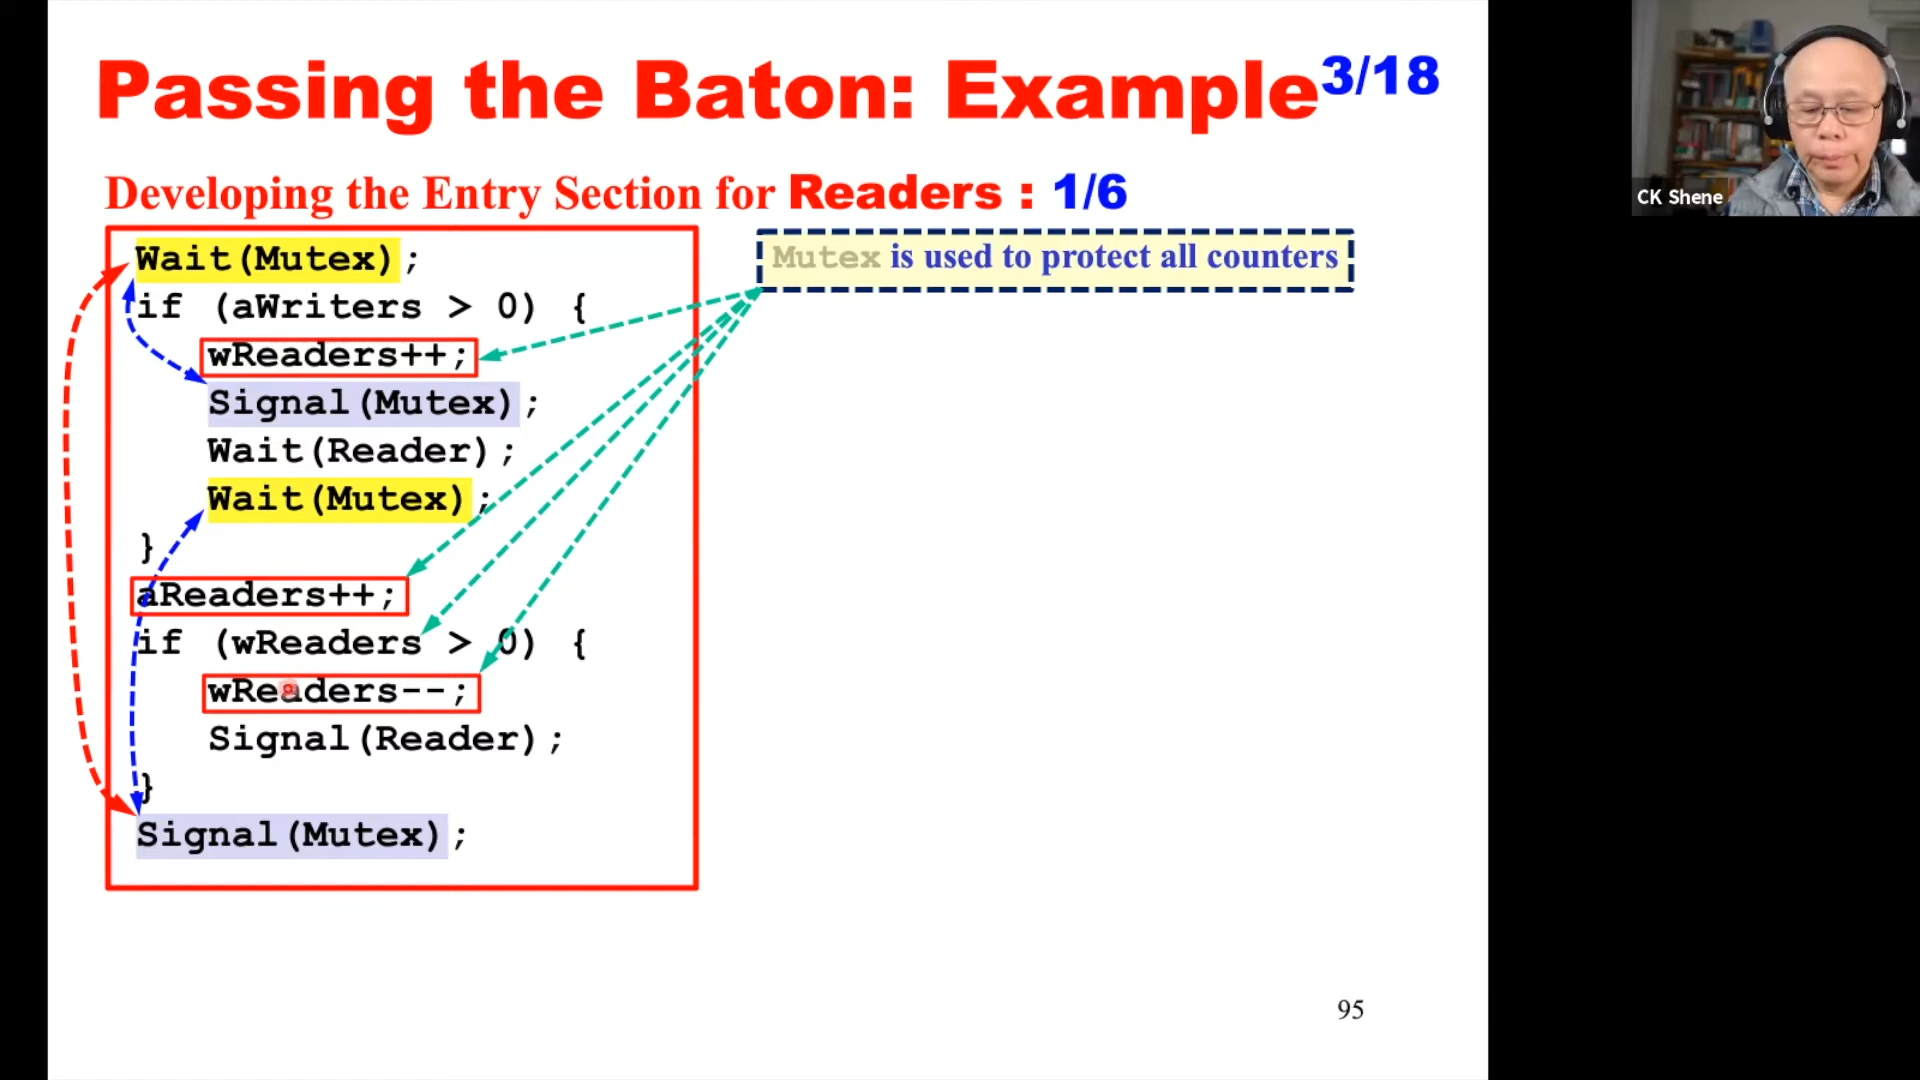 Passing the Baton: Example 3/18
Developing the Entry Section for Readers : 1/6
Wait(Mutex);
if (aWriters > 0) {
wReaders++;
Signal(Mutex);
Wait(Reader);
Wait(Mutex);
}
aReaders++;
if (wReaders > 0) {
wReaders--;
Signal(Reader);
}
Signal(Mutex);
Mutex is used to protect all counters
95
CK Shene